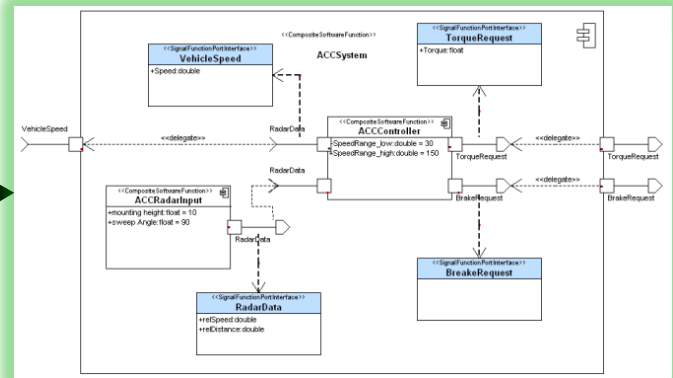 <<CompositeSoftwareFunction>>
ACCSystem
<<SignalFunctionPortInterface>>
VehicleSpeed
+Speed:double
<<SignalFunctionPortInterface>>
TorqueRequest
+Torque:float
VehicleSpeed
<<delegate>>
RadarData
<<CompositeSoftwareFunction>>
ACCController
-SpeedRange_low:double = 30
+SpeedRange_high:double = 150
TorqueRequest
<<delegate>>
TorqueRequest
RadarData
BrakeRequest
<<delegate>>
BrakeRequest
<<CompositeSoftwareFunction>>
ACCRadarInput
+mounting height:float = 10
+sweep Angle:float = 90
RadarData
<<SignalFunctionPortInterface>>
BreakeRequest
<<SignalFunctionPortInterface>>
RadarData
+relSpeed:double
+relDistance:double